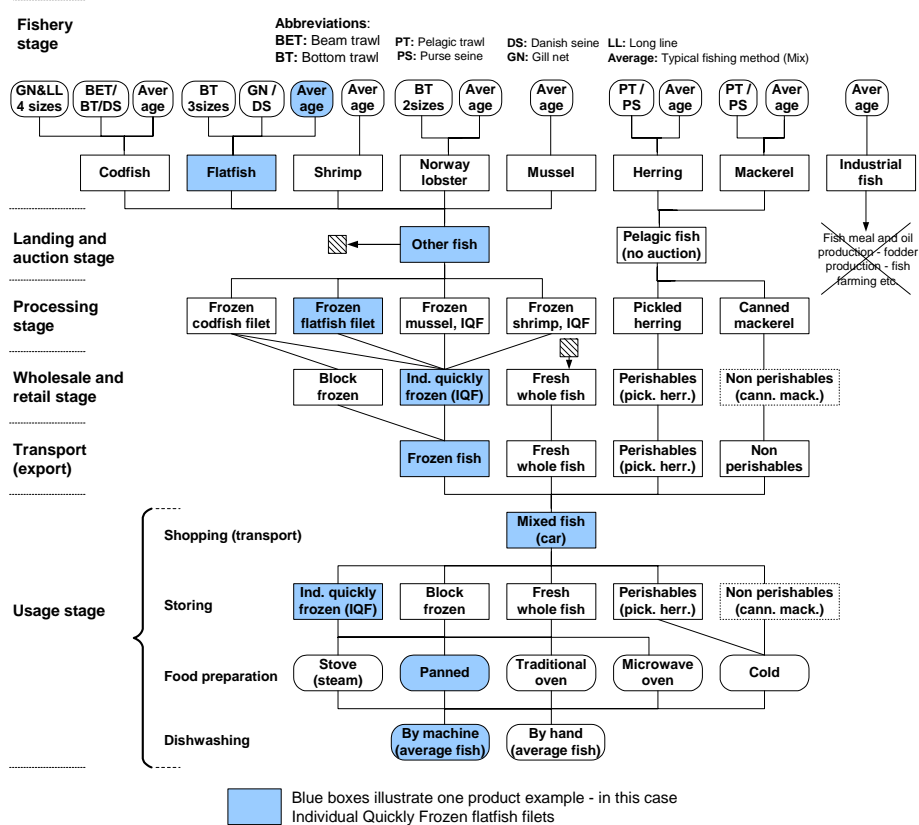 Fishery
stage
Abbreviations:
BET: Beam trawl
BT: Bottom trawl
PT: Pelagic trawl
PS: Purse seine
DS: Danish seine
GN: Gill net
LL: Long line
Average: Typical fishing method (Mix)
GN&LL
4 sizes
BET/
BT/DS
Aver
age
BT
3sizes
GN /
DS
Aver
age
Aver
age
BT
2sizes
Aver
age
Aver
age
PT /
PS
Aver
age
PT /
PS
Aver
age
Aver
age
Codfish
Flatfish
Shrimp
Norway
lobster
Mussel
Herring
Mackerel
Industrial
fish
Landing and
auction stage
Other fish
Pelagic fish
(no auction)
Fish meal and oil
production - fodder
production - fish
farming etc
Processing
stage
Frozen
codfish filet
Frozen
flatfish filet
Frozen
mussel, IQF
Frozen
shrimp, IQF
Pickled
herring
Canned
mackerel
Wholesale and
retail stage
Block
frozen
Ind. quickly
frozen (IQF)
Fresh
whole fish
Perishables
(pick. herr.)
Non perishables
(cann. mack.)
Transport
(export)
Frozen fish
Fresh
whole fish
Perishables
(pick. herr.)
Non
perishables
Usage stage
Shopping (transport)
Mixed fish
(car)
Storing
Ind. quickly
frozen (IQF)
Block
frozen
Fresh
whole fish
Perishables
(pick. herr.)
Non perishables
(cann. mack.)
Food preparation
Stove
(steam)
Panned
Traditional
oven
Microwave
oven
Cold
Dishwashing
By machine
(average fish)
By hand
(average fish)
Blue boxes illustrate one product example - in this case
Individual Quickly Frozen flatfish filets